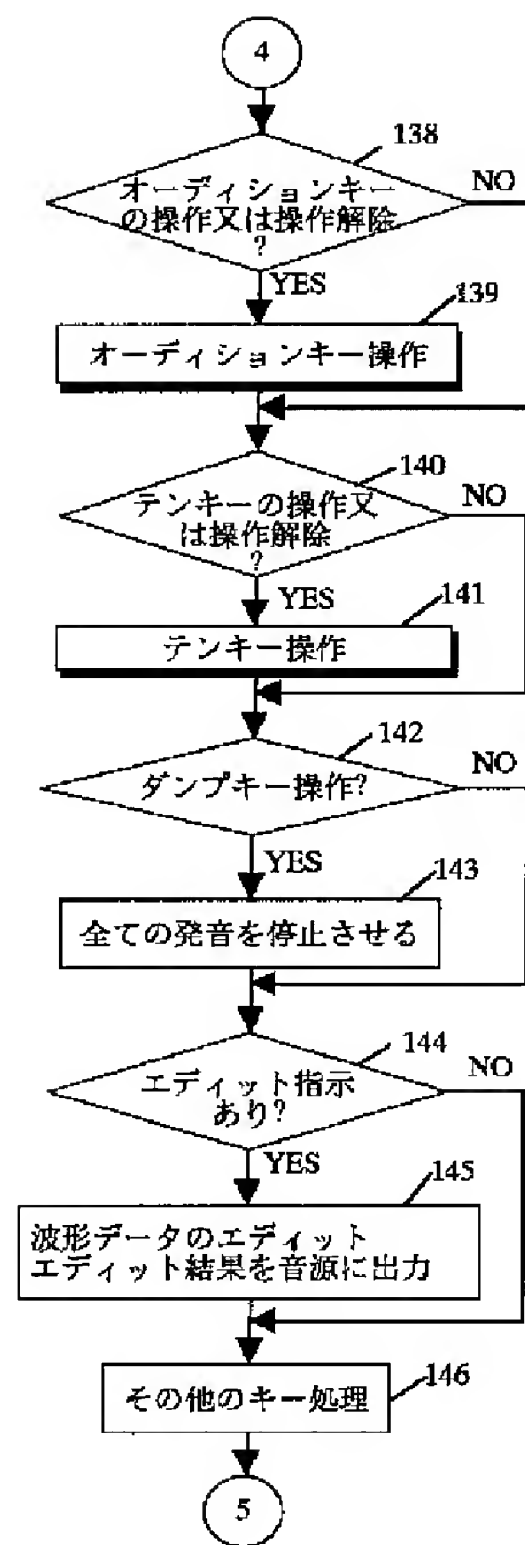 4
138
オーディションキー
の操作又は操作解除
?
NO
YES
139
オーディションキー操作
140
テンキーの操作又
は操作解除
?
NO
YES
141
テンキー操作
142
ダンプキー操作?
NO
YES
143
全ての発音を停止させる
144
エディット指示
あり?
NO
YES
145
波形データのエディット
エディット結果を音源に出力
146
その他のキー処理
5